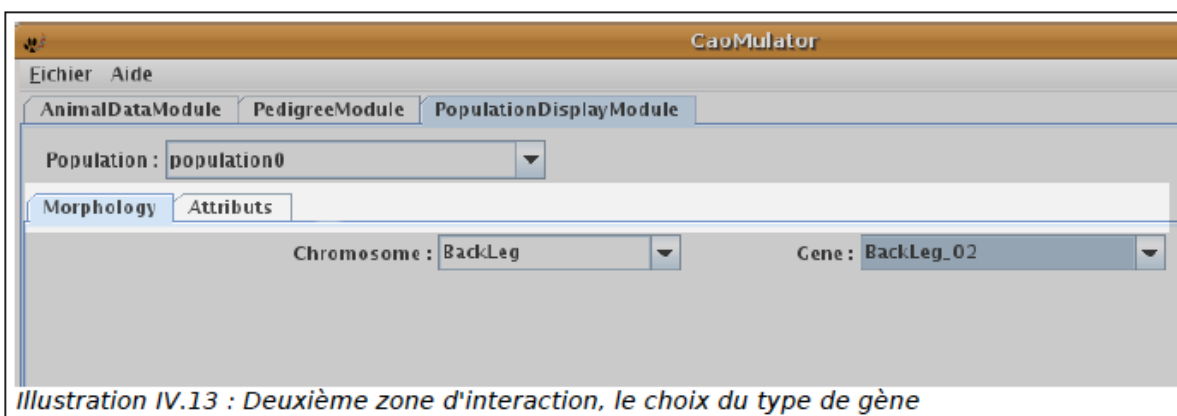 CaoMulator
Eichier Aide
AnimalDataModule PedigreeModule PopulationDisplayModule
Population : population0
Morphology Attributs
Chromosome : BackLeg Gene : BackLeg_02
Illustration IV.13 : Deuxième zone d'interaction, le choix du type de gène